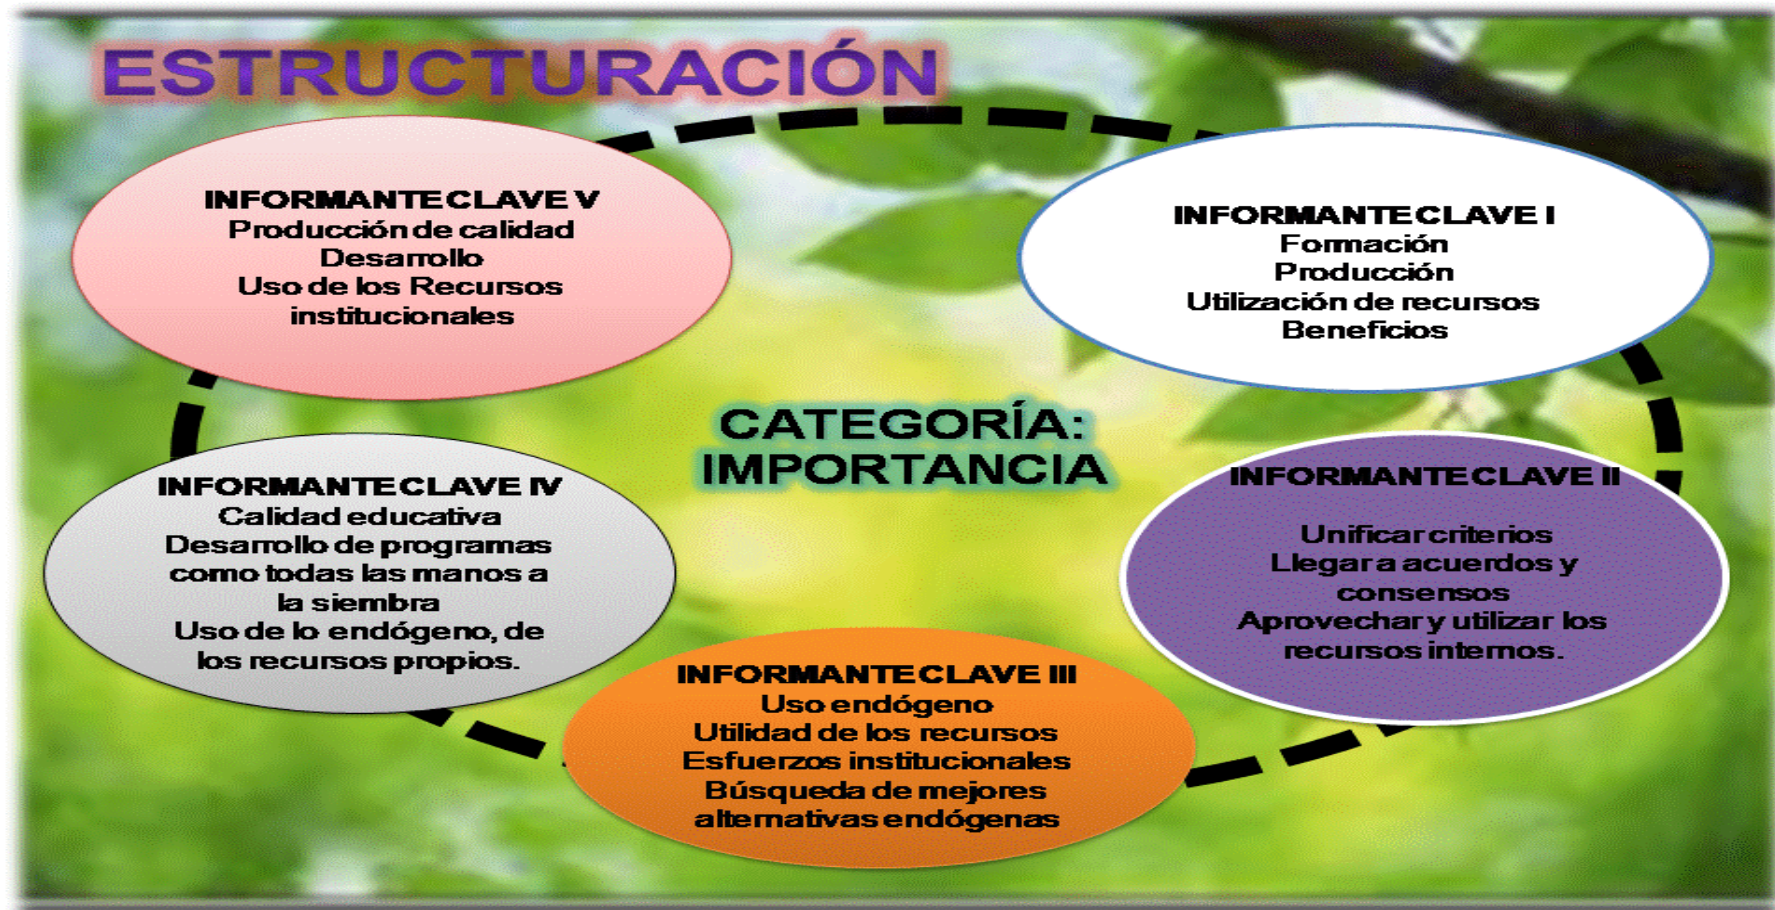 ESTRUCTURACIÓN
INFORMANTE CLAVE V
Producción de calidad
Desarrollo
Uso de los Recursos
institucionales
INFORMANTE CLAVE I
Formación
Producción
Utilización de recursos
Beneficios
CATEGORÍA:
IMPORTANCIA
INFORMANTE CLAVE IV
Calidad educativa
Desarrollo de programas
como todas las manos a
la siembra
Uso de lo endógeno, de
los recursos propios.
INFORMANTE CLAVE II
Unificar criterios
Llegar a acuerdos y
consensos
Aprovechar y utilizar los
recursos internos.
INFORMANTE CLAVE III
Uso endógeno
Utilidad de los recursos
Esfuerzos institucionales
Búsqueda de mejores
alternativas endógenas